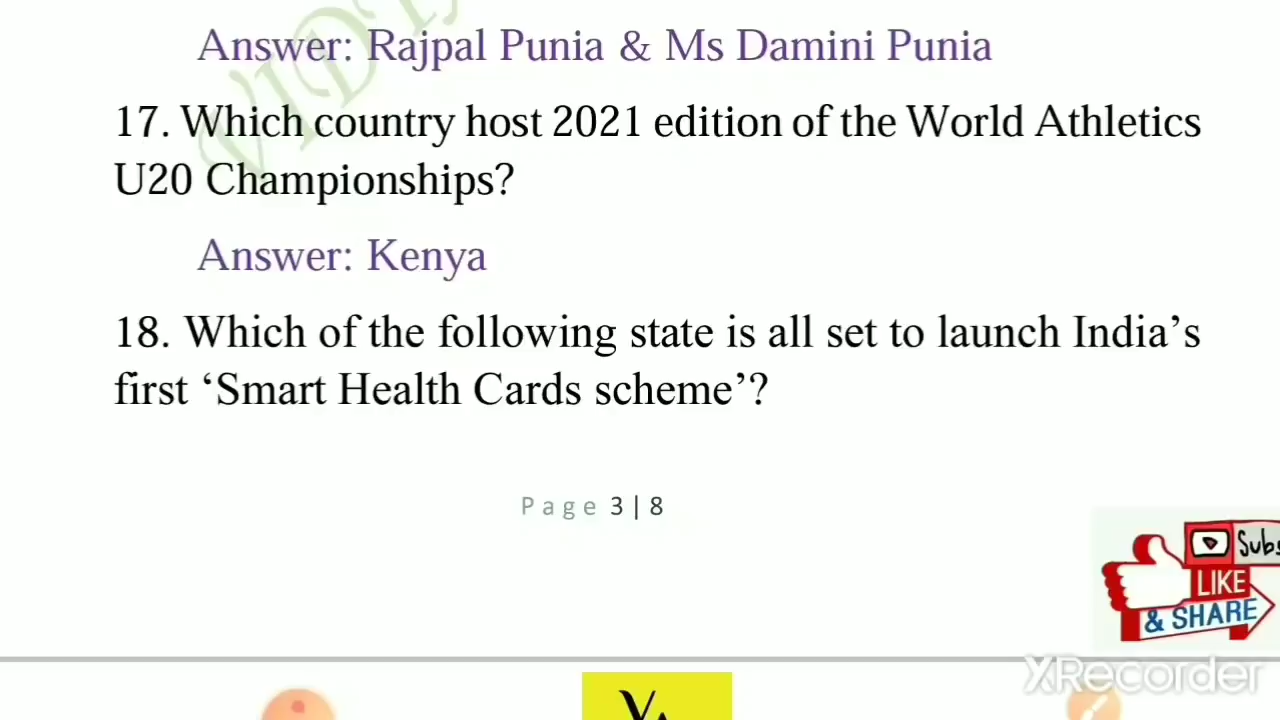 Answer: Rajpal Punia & Ms Damini Punia
17. Which country host 2021 edition of the World Athletics
U20 Championships?
Answer: Kenya
18. Which of the following state is all set to launch India’s
first ‘Smart Health Cards scheme’?
Page 3 | 8
Subs
LIKE
& SHARE
XRecorder